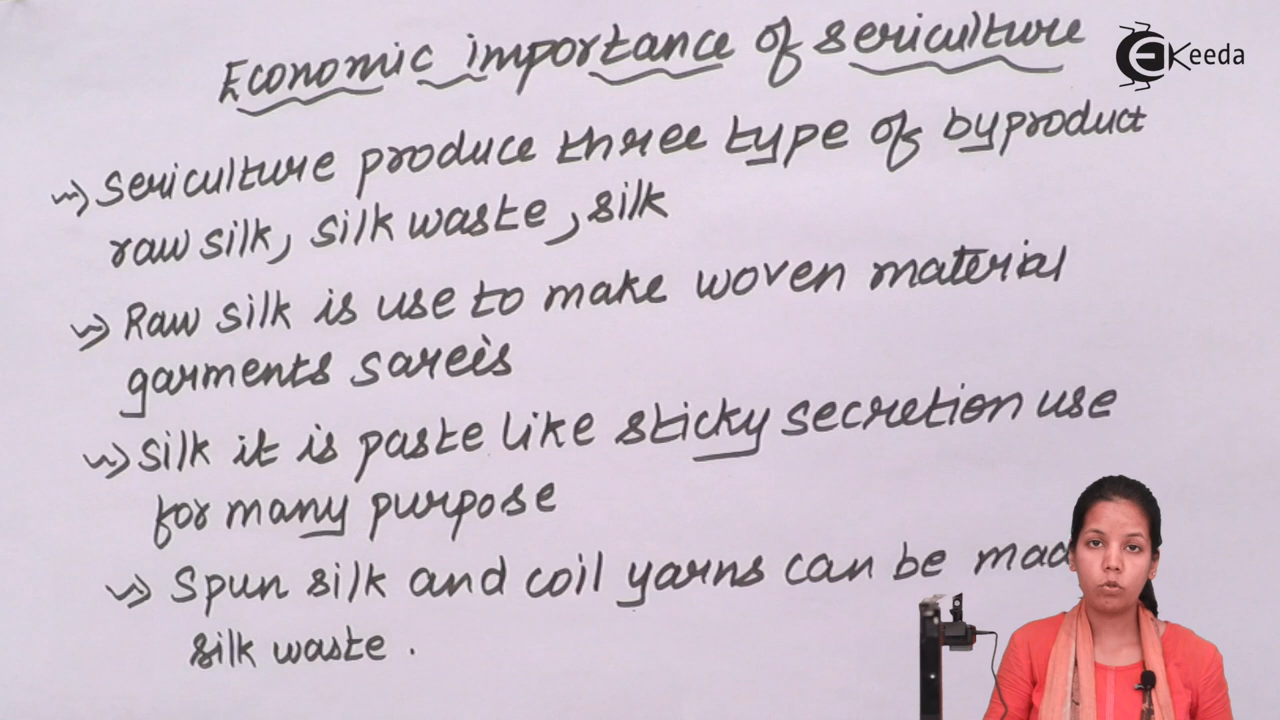 Economic importance of sericulture
EKeeda
~> Sericulture produce three type of byproduct
raw silk, silk waste, silk
~> Raw silk is use to make woven material
garments sareis
~> Silk it is paste like sticky secretion use
for many purpose
~> Spun silk and coil yarns can be
silk waste.